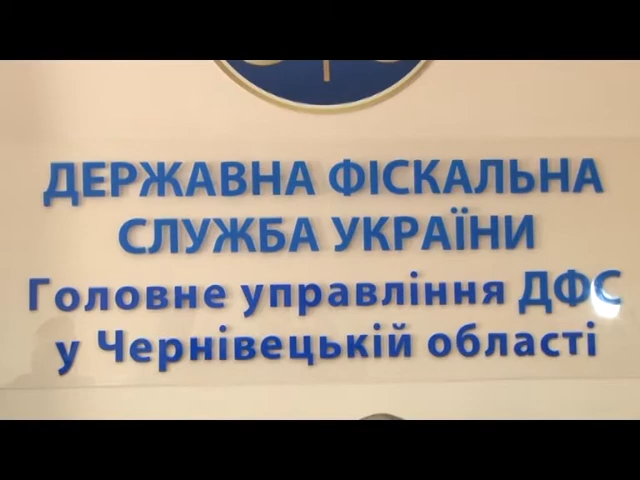 ДЕРЖАВНА ФІСКАЛЬНА
СЛУЖБА УКРАЇНИ
Головне управління ДФС
у Чернівецькій області